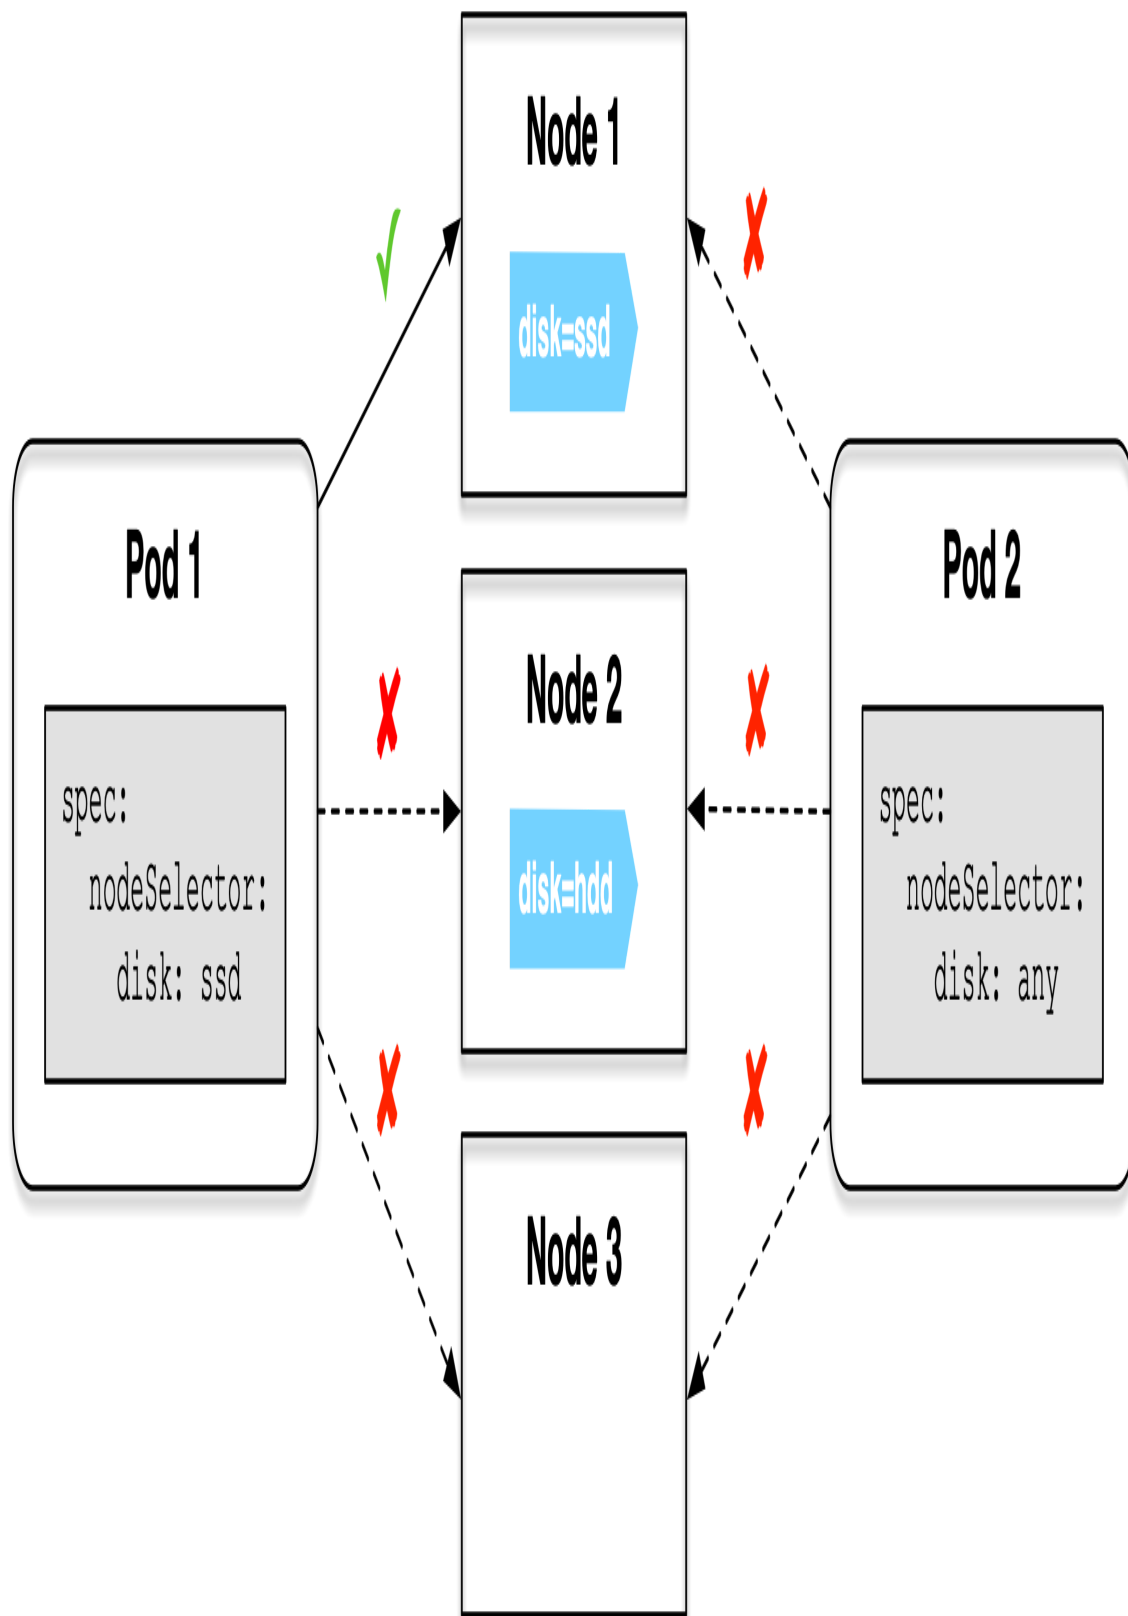 Node 1
disk=ssd
Pod 1
spec:
nodeSelector:
disk: ssd
Node 2
disk=hdd
Pod 2
spec:
nodeSelector:
disk: any
Node 3